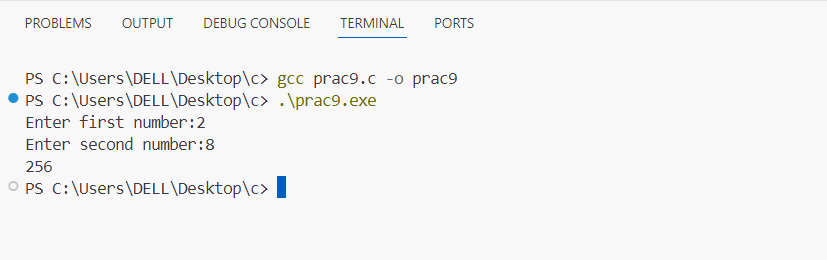 PROBLEMS OUTPUT DEBUG CONSOLE TERMINAL PORTS
PS C:\Users\DELL\Desktop\c> gcc prac9.c -o prac9
PS C:\Users\DELL\Desktop\c> .\prac9.exe
Enter first number:2
Enter second number:8
256
PS C:\Users\DELL\Desktop\c>